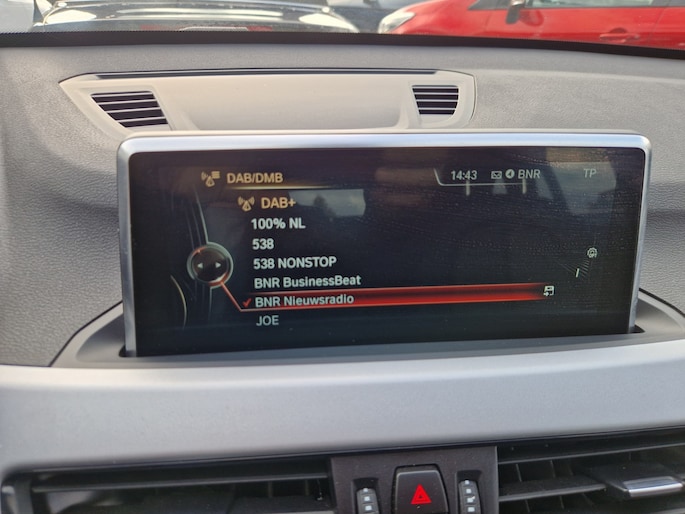 DAB/DMB 14:43 BNR TP
DAB+
100% NL
538
538 NONSTOP
BNR BusinessBeat
BNR Nieuwsradio
JOE